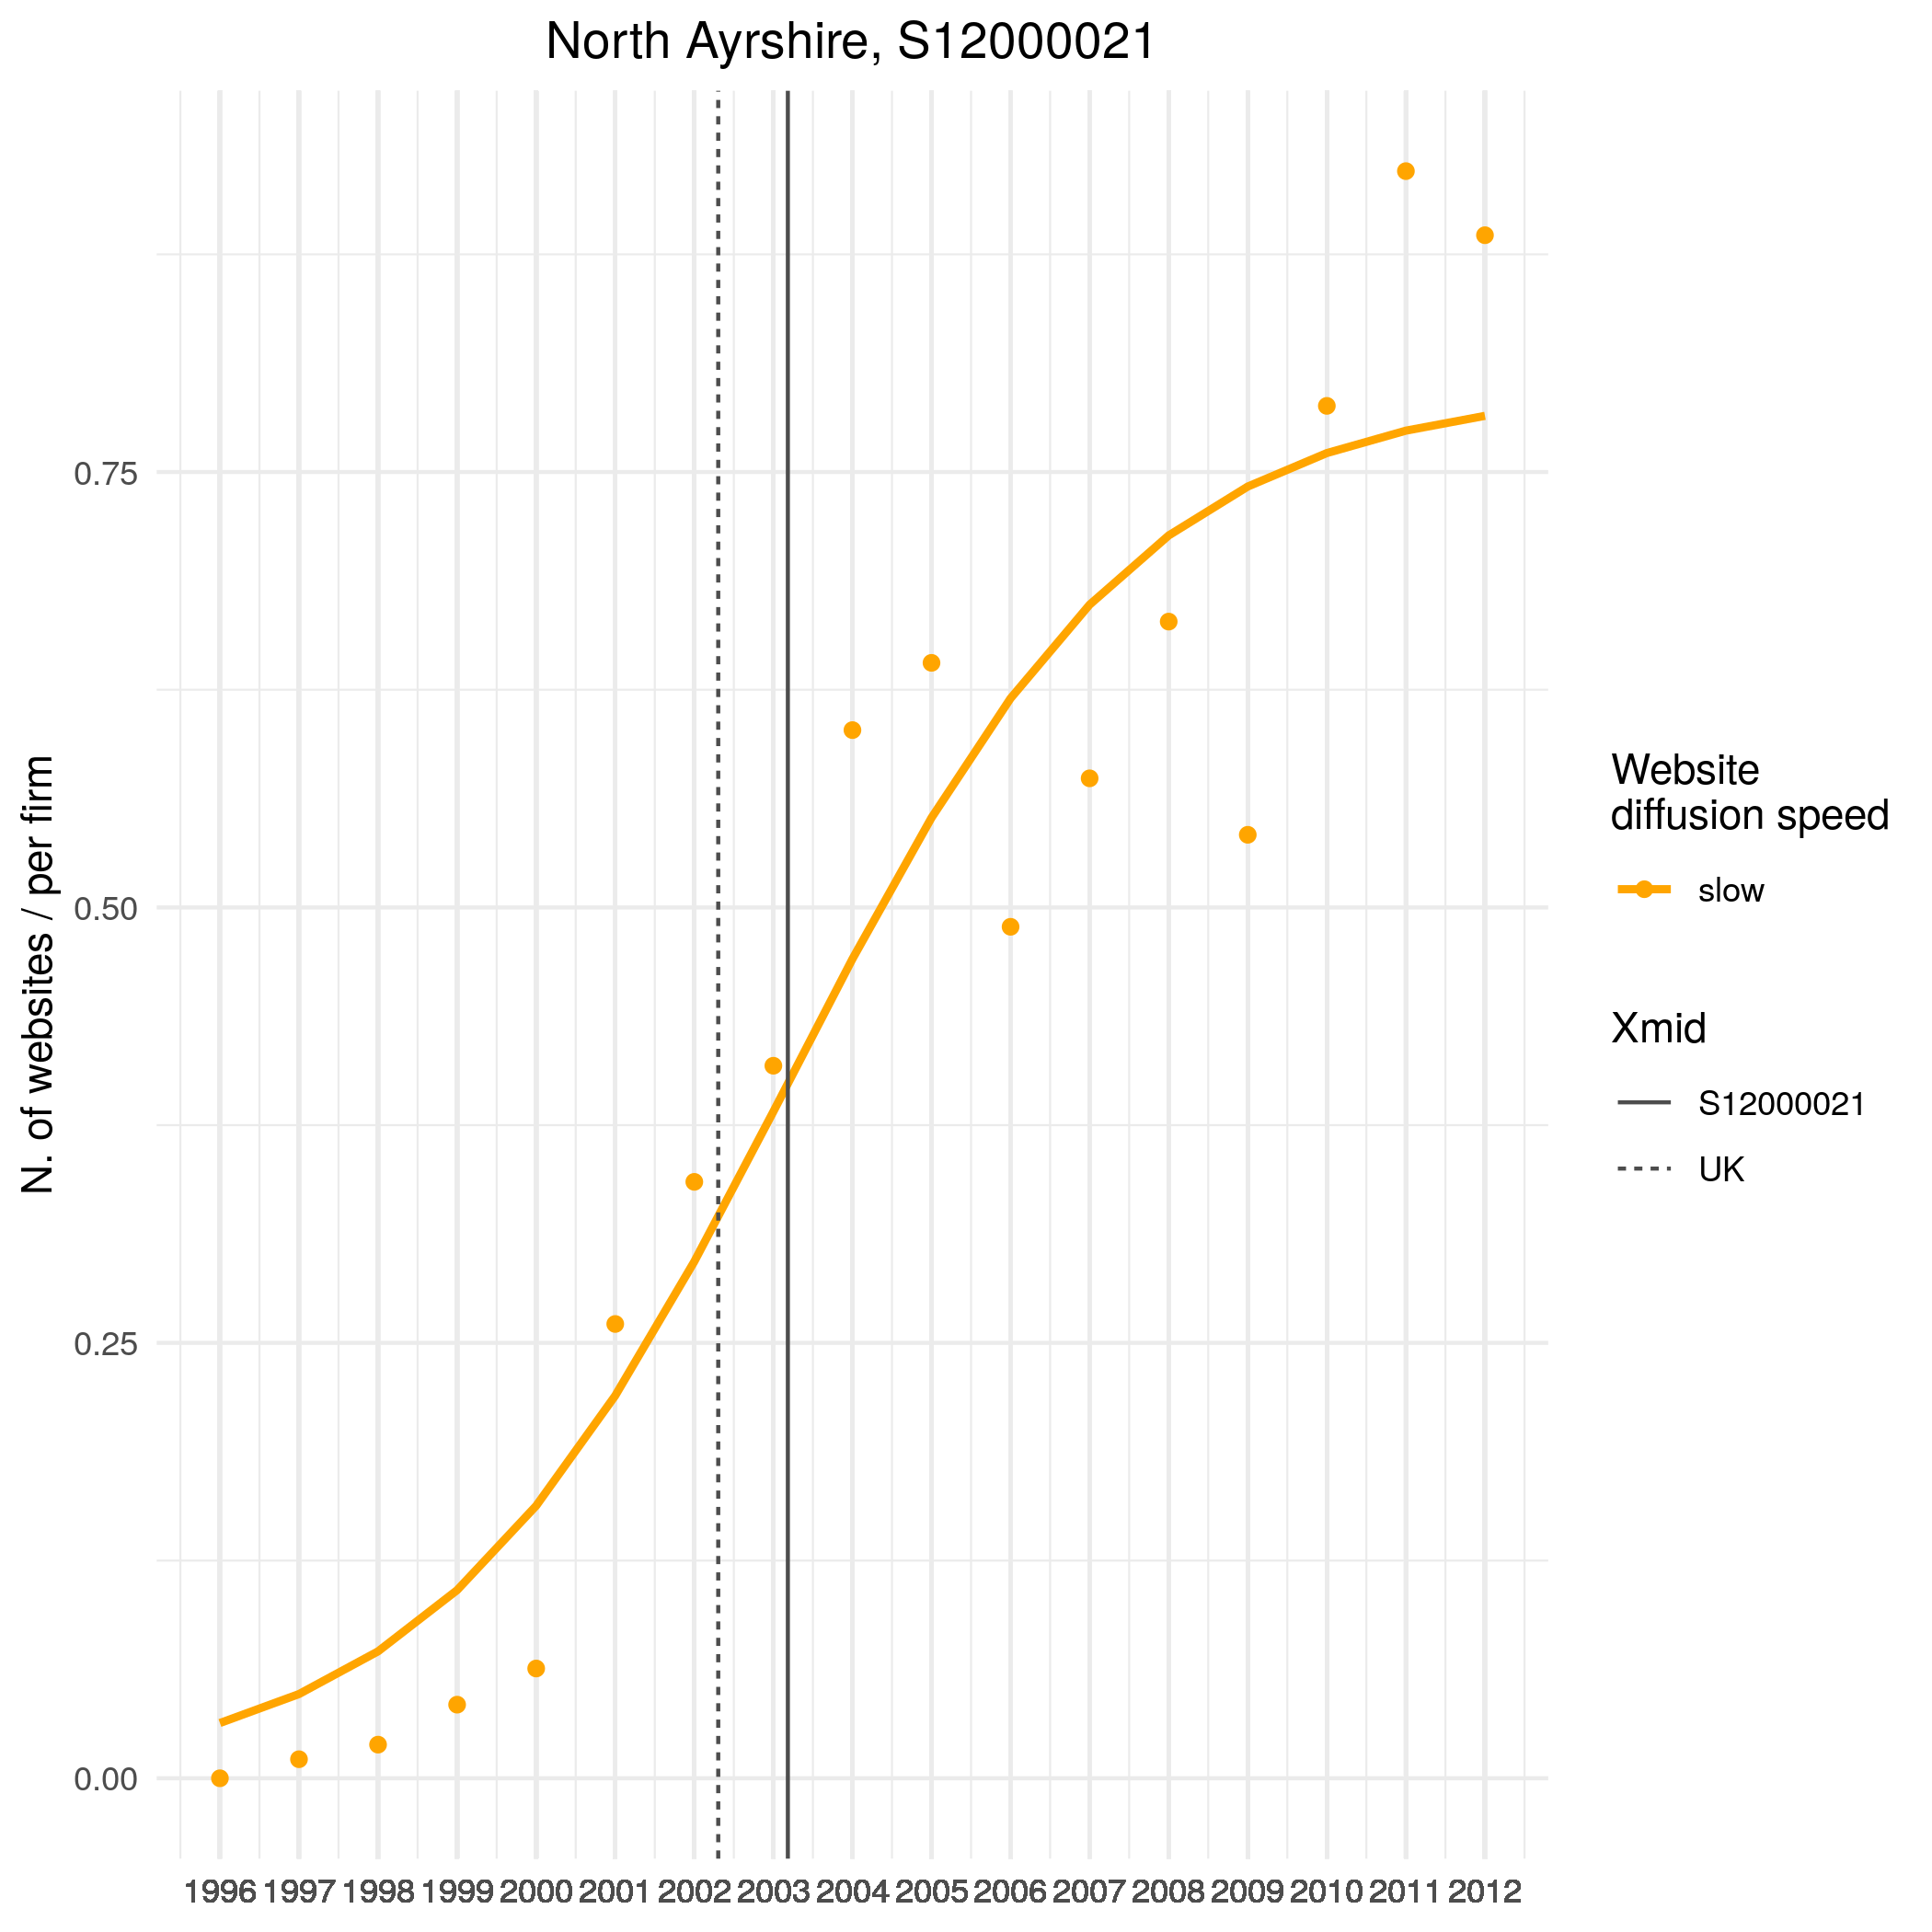 North Ayrshire, S12000021
N. of websites / per firm
0.75
0.50
0.25
0.00
1996 1997 1998 1999 2000 2001 2002 2003 2004 2005 2006 2007 2008 2009 2010 2011 2012
Website
diffusion speed
slow
Xmid
S12000021
UK